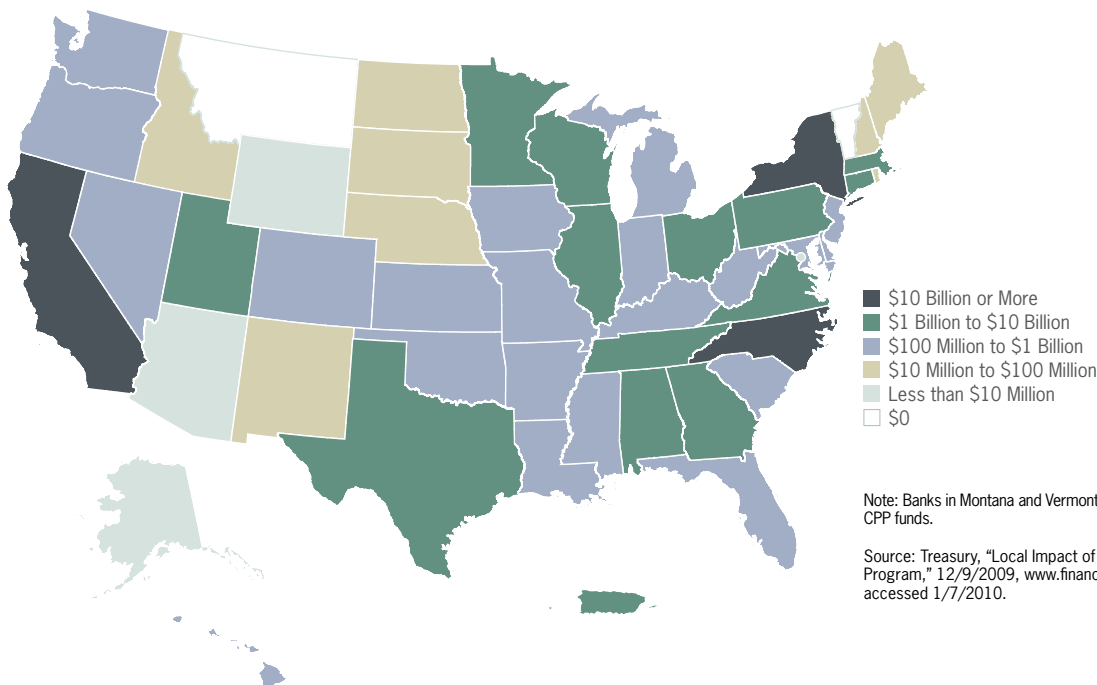 $10 Billion or More
$1 Billion to $10 Billion
$100 Million to $1 Billion
$10 Million to $100 Million
Less than $10 Million
$0
Note: Banks in Montana and Vermont
CPP funds.
Source: Treasury, “Local Impact of
Program,” 12/9/2009, www.financ
accessed 1/7/2010.